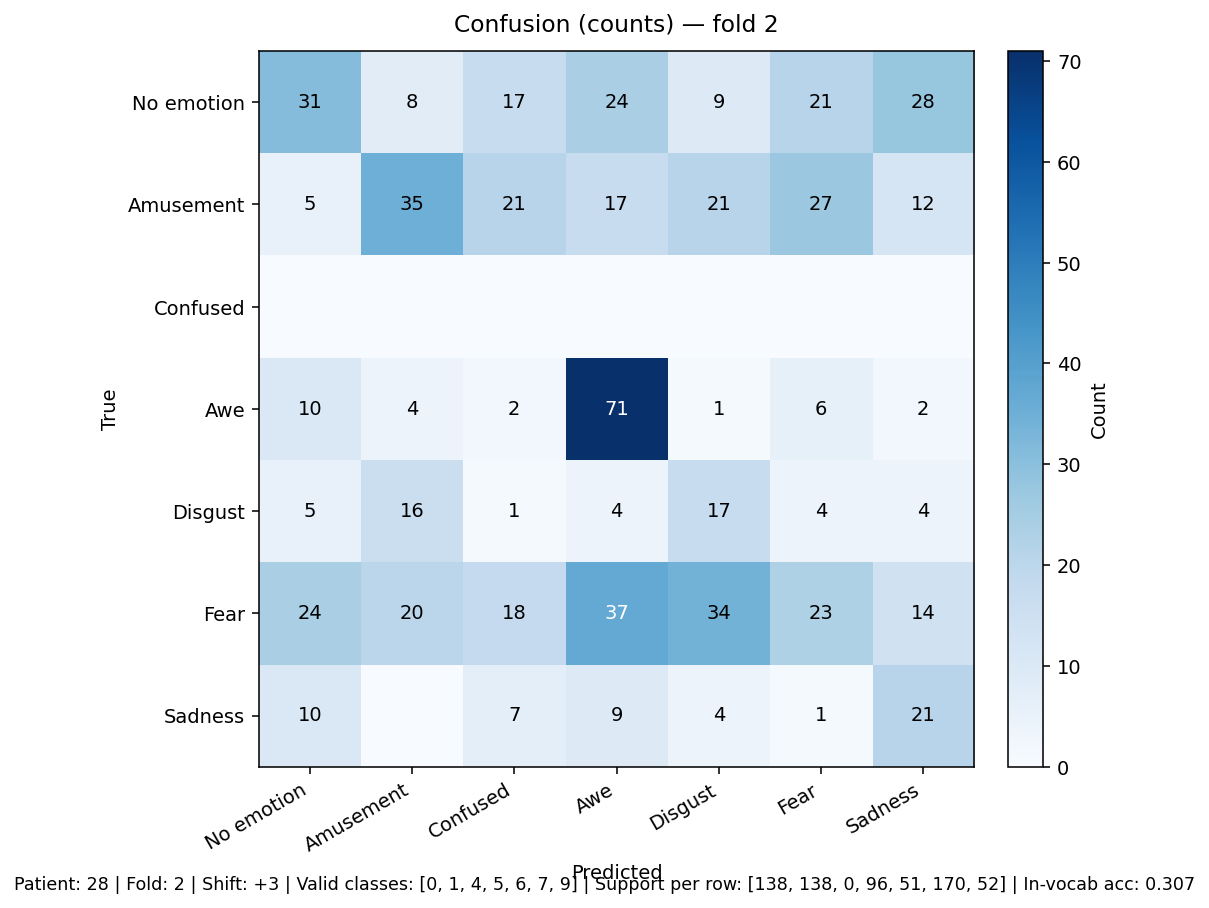 Confusion (counts) — fold 2
No emotion 31 8 17 24 9 21 28
Amusement 5 35 21 17 21 27 12
Confused
Awe 10 4 2 71 1 6 2
Disgust 5 16 1 4 17 4 4
Fear 24 20 18 37 34 23 14
Sadness 10 7 9 4 1 21
True
No emotion Amusement Confused Awe Disgust Fear Sadness
Predicted
70
60
50
40
30
20
10
0
Count
Patient: 28 | Fold: 2 | Shift: +3 | Valid classes: [0, 1, 4, 5, 6, 7, 9] | Support per row: [138, 138, 0, 96, 51, 170, 52] | In-vocab acc: 0.307